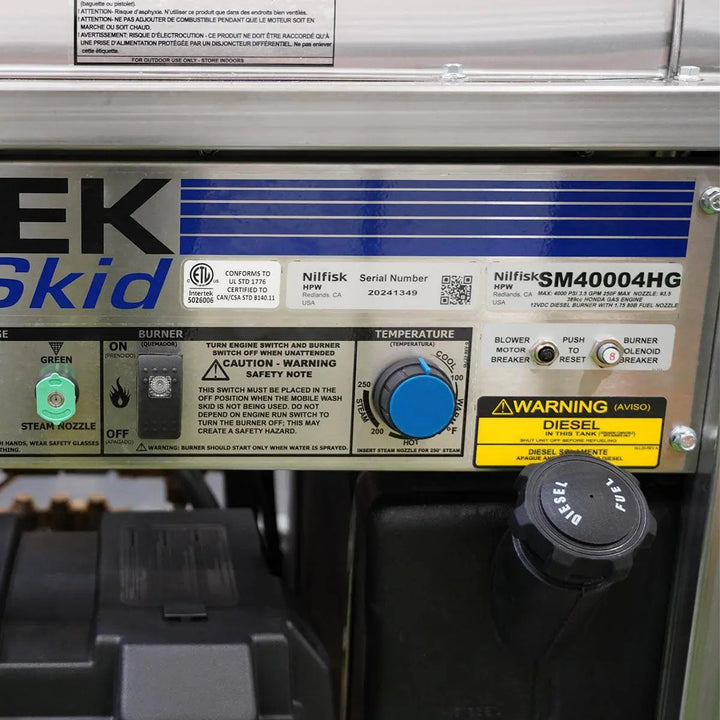 (baguette ou pistolet).
! ATTENTION- Risque d'asphyxie. N'utiliser ce produit que dans des endroits bien ventilés.
! ATTENTION- NE PAS AJOUTER DE COMBUSTIBLE PENDANT QUE LE MOTEUR SOIT EN
MARCHE OU SOIT CHAUD.
! AVERTISSEMENT: RISQUE D'ÉLECTROCUTION - CE PRODUIT NE DOIT ÊTRE RACCORDÉ QU'À
UNE PRISE D'ALIMENTATION PROTÉGÉE PAR UN DISJONCTEUR DIFFÉRENTIEL. Ne pas enlever
cette étiquette.
FOR OUTDOOR USE ONLY - STORE INDOORS
EK
Skid
ETL
Intertek
5026006
CONFORMS TO
UL STD 1776
CERTIFIED TO
CAN/CSA STD B140.11
Nilfisk
HPW
Redlands, CA
USA
Serial Number
20241349
Nilfisk
HPW
Redlands, CA
USA
SM40004HG
MAX: 4000 PSI 3.5 GPM 250F MAX NOZZLE: #3.5
389cc HONDA GAS ENGINE
12VDC DIESEL BURNER WITH 1.75 80B FUEL NOZZLE
GREEN
STEAM NOZZLE
HANDS, WEAR SAFETY GLASSES
BURNER
(QUEMADOR)
ON
(PRENDIDO)
OFF
(APAGADO)
TURN ENGINE SWITCH AND BURNER
SWITCH OFF WHEN UNATTENDED
CAUTION - WARNING
SAFETY NOTE
THIS SWITCH MUST BE PLACED IN THE
OFF POSITION WHEN THE MOBILE WASH
SKID IS NOT BEING USED. DO NOT
DEPEND ON ENGINE RUN SWITCH TO
TURN THE BURNER OFF; THIS MAY
CREATE A SAFETY HAZARD.
WARNING: BURNER SHOULD START ONLY WHEN WATER IS SPRAYED.
TEMPERATURE
(TEMPERATURA)
COOL
100
WARM
°F
HOT
200
STEAM
250
INSERT STEAM NOZZLE FOR 250° STEAM
BLOWER
MOTOR
BREAKER
PUSH
TO
RESET
BURNER
SOLENOID
BREAKER
8
WARNING (AVISO)
DIESEL
IN THIS TANK
SHUT UNIT OFF BEFORE REFUELING
DIESEL SOLAMENTE
DIESEL
FUEL